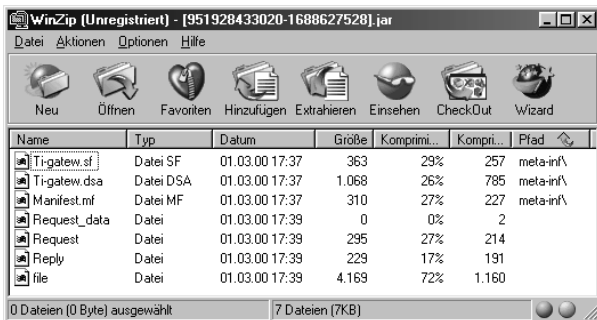 WinZip (Unregistriert) - [951928433020-1688627528].jar
Datei Aktionen Optionen Hilfe
Neu Öffnen Favoriten Hinzufügen Extrahieren Einsehen CheckOut Wizard
Name Typ Datum Größe Komprimi... Kompri... Pfad
Ti-gatew.sf Datei SF 01.03.00 17:37 363 29% 257 meta-inf\
Ti-gatew.dsa Datei DSA 01.03.00 17:37 1.068 26% 785 meta-inf\
Manifest.mf Datei MF 01.03.00 17:37 310 27% 227 meta-inf\
Request_data Datei 01.03.00 17:39 0 0% 2
Request Datei 01.03.00 17:39 295 27% 214
Reply Datei 01.03.00 17:39 229 17% 191
file Datei 01.03.00 17:39 4.169 72% 1.160
0 Dateien (0 Byte) ausgewählt 7 Dateien (7KB)